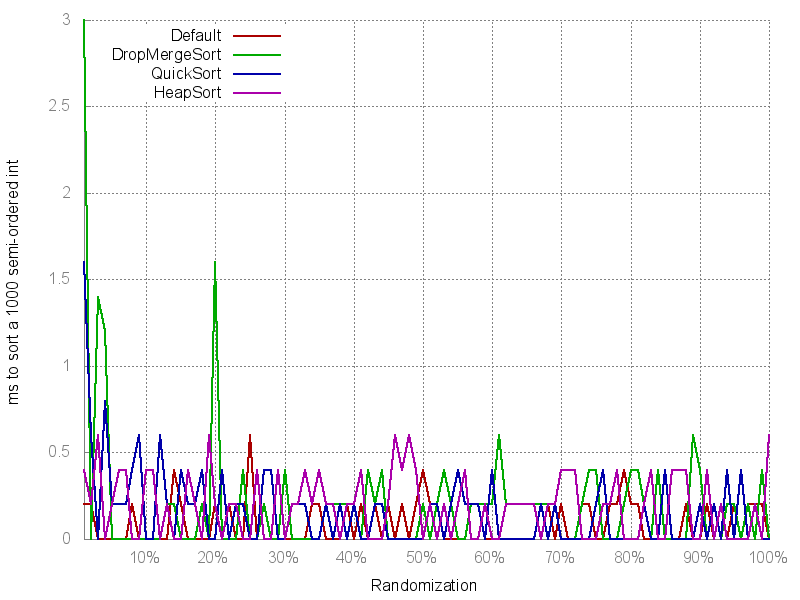 Default
DropMergeSort
QuickSort
HeapSort
3
2.5
2
1.5
1
0.5
0
ms to sort a 1000 semi-ordered int
10% 20% 30% 40% 50% 60% 70% 80% 90% 100%
Randomization